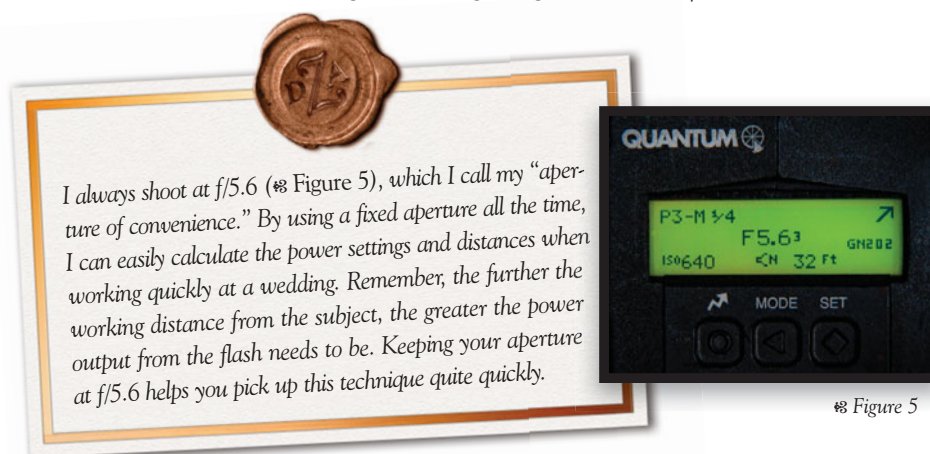 DZA
I always shoot at f/5.6 (Figure 5), which I call my “aper-
ture of convenience.” By using a fixed aperture all the time,
I can easily calculate the power settings and distances when
working quickly at a wedding. Remember, the further the
working distance from the subject, the greater the power
output from the flash needs to be. Keeping your aperture
at f/5.6 helps you pick up this technique quite quickly.
QUANTUM
P3-M 1/4
F5.6³ GN202
ISO640 N 32 Ft
MODE SET
Figure 5